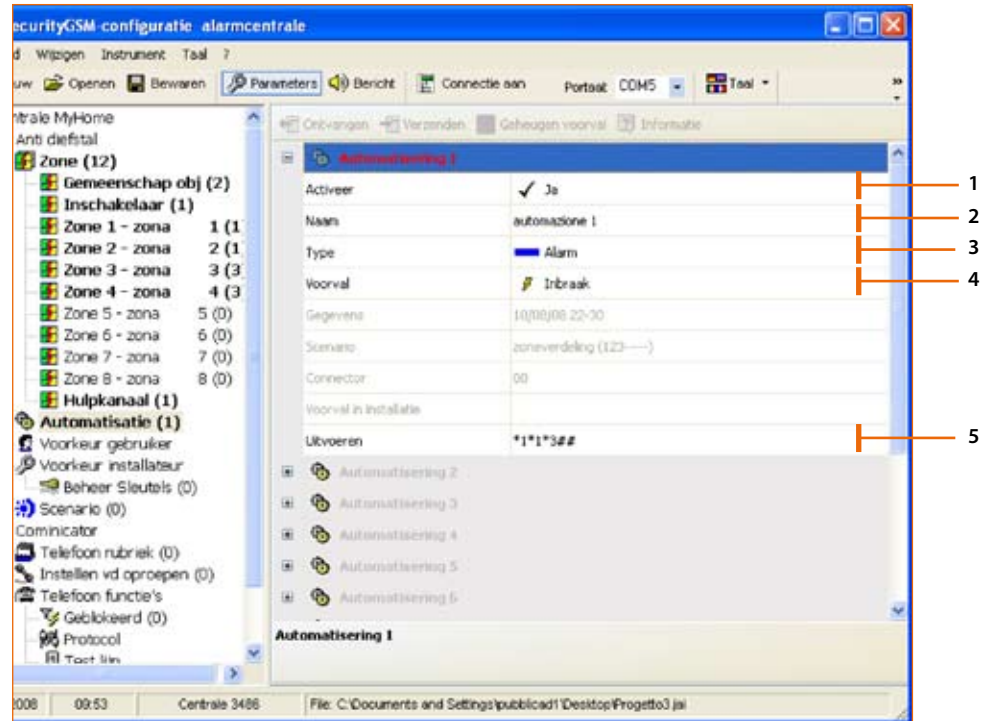 ecurityGSM-configuratie alarmcentrale
d Wijzigen Instrument Taal ?
uw Openen Bewaren Parameters Bericht Connectie aan Portaat COM5 Taal »
ntrale MyHome
Anti diefstal
Zone (12)
Gemeenschap obj (2)
Inschakelaar (1)
Zone 1 - zona 1 (1
Zone 2 - zona 2 (1
Zone 3 - zona 3 (3
Zone 4 - zona 4 (3
Zone 5 - zona 5 (0)
Zone 6 - zona 6 (0)
Zone 7 - zona 7 (0)
Zone 8 - zona 8 (0)
Hulpkanaal (1)
Automatisatie (1)
Voorkeur gebruiker
Voorkeur installateur
Beheer Sleutels (0)
Scenario (0)
Cominicator
Telefoon rubriek (0)
Instellen vd oproepen (0)
Telefoon functie's
Geblokeerd (0)
Protocol
Test lijn
Ontvangen Verzenden Geheugen voorval Informatie
Automatisering 1
Activeer Ja 1
Naam automazione 1 2
Type Alarm 3
Voorval Inbraak 4
Gegevens 10/08/08 22-30
Scenario zoneverdeling (123-----)
Connector 00
Voorval in installatie
Uitvoeren *1*1*3## 5
Automatisering 2
Automatisering 3
Automatisering 4
Automatisering 5
Automatisering 6
Automatisering 1
2008 09:53 Centrale 3486 File: C:\Documents and Settings\pubblicad1\Desktop\Progetto3.jai